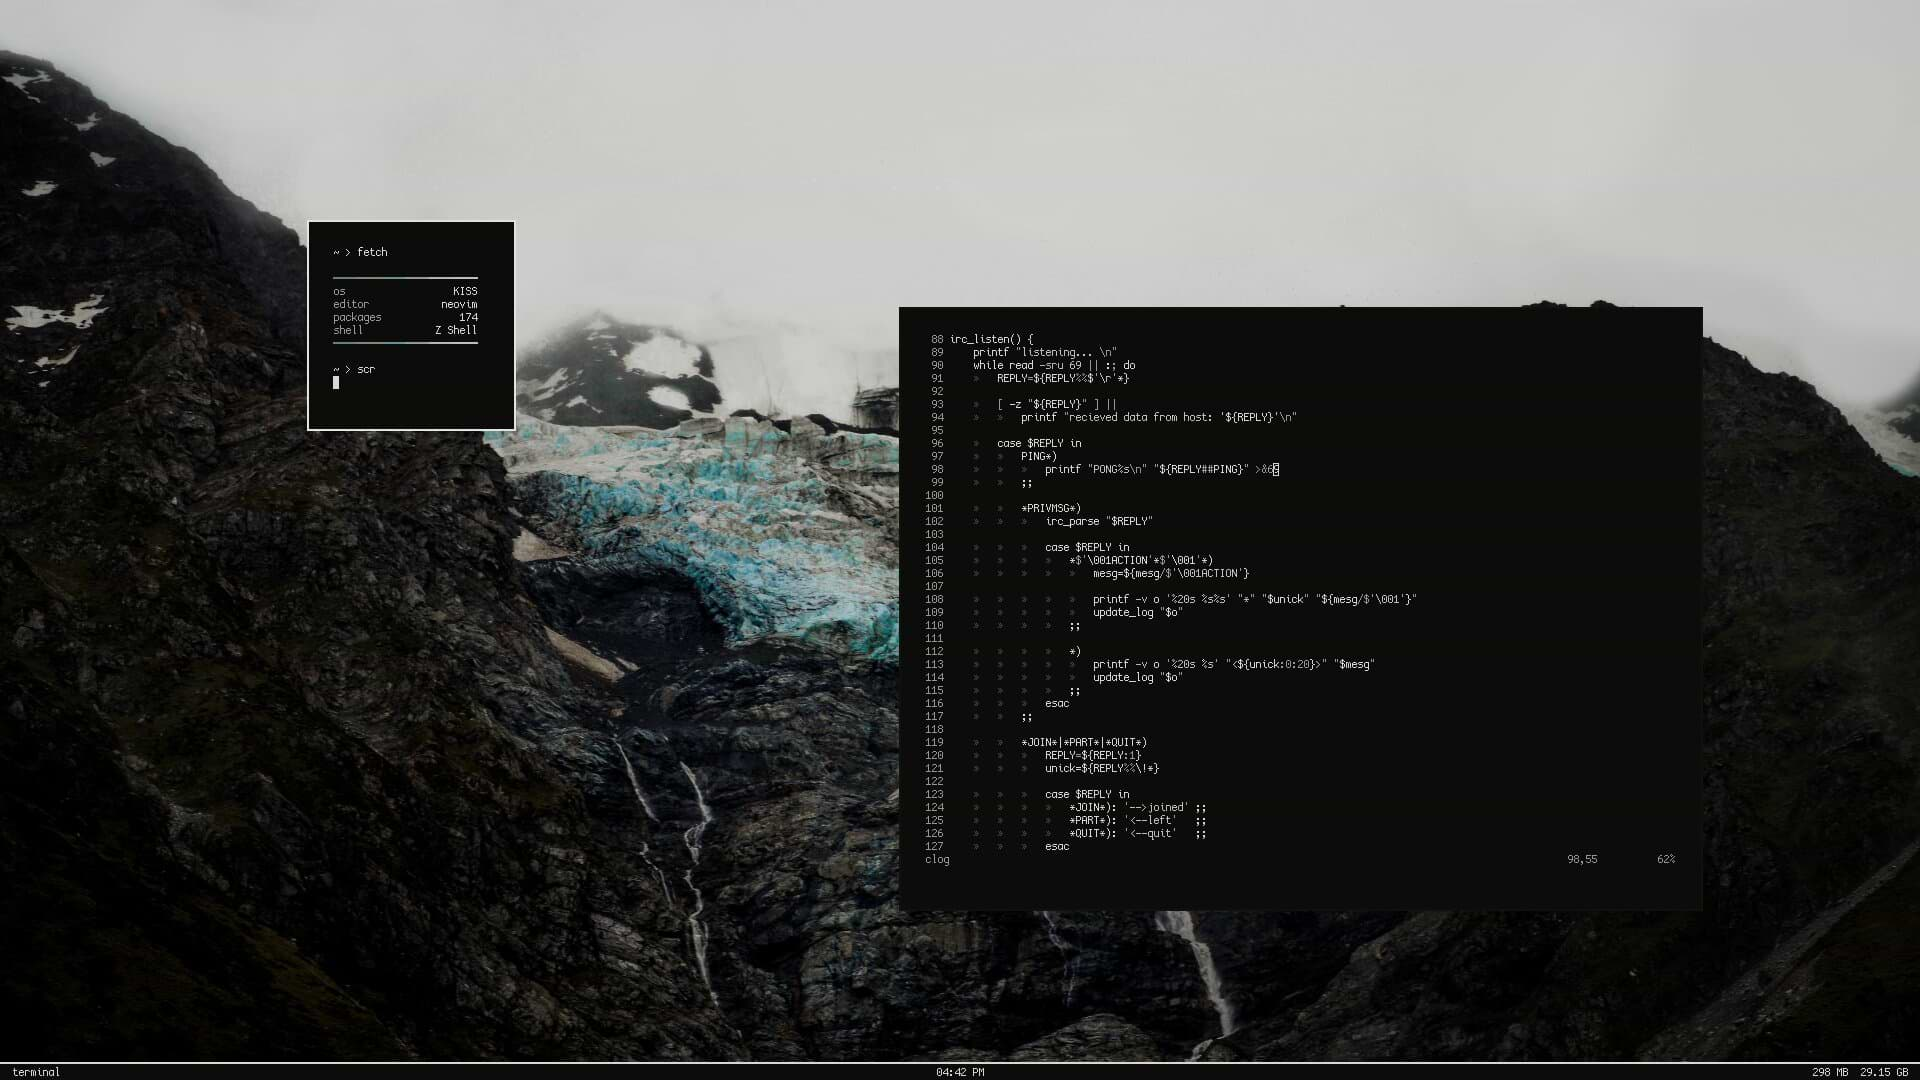 ~ > fetch
os KISS
editor neovim
packages 174
shell Z Shell
~ > scr
88 irc_listen() {
89 printf "listening... \n"
90 while read -sru 69 || :; do
91 » REPLY=${REPLY%%$'\r'*}
92
93 » [ -z "${REPLY}" ] ||
94 » » printf "recieved data from host: '${REPLY}'\n"
95
96 » case $REPLY in
97 » » PING*)
98 » » » printf "PONG%s\n" "${REPLY##PING}" >&69
99 » » ;;
100
101 » » *PRIVMSG*)
102 » » » irc_parse "$REPLY"
103
104 » » » case $REPLY in
105 » » » » *$'\001ACTION'*$'\001'*)
106 » » » » » mesg=${mesg/$'\001ACTION'}
107
108 » » » » » printf -v o '%20s %s%s' "*" "$unick" "${mesg/$'\001'}"
109 » » » » » update_log "$o"
110 » » » » ;;
111
112 » » » » *)
113 » » » » » printf -v o '%20s %s' "<${unick:0:20}>" "$mesg"
114 » » » » » update_log "$o"
115 » » » » ;;
116 » » » esac
117 » » ;;
118
119 » » *JOIN*|*PART*|*QUIT*)
120 » » » REPLY=${REPLY:1}
121 » » » unick=${REPLY%%\!*}
122
123 » » » case $REPLY in
124 » » » » *JOIN*): '-->joined' ;;
125 » » » » *PART*): '<--left' ;;
126 » » » » *QUIT*): '<--quit' ;;
127 » » » esac
clog 98,55 62%
terminal 04:42 PM 298 MB 29.15 GB